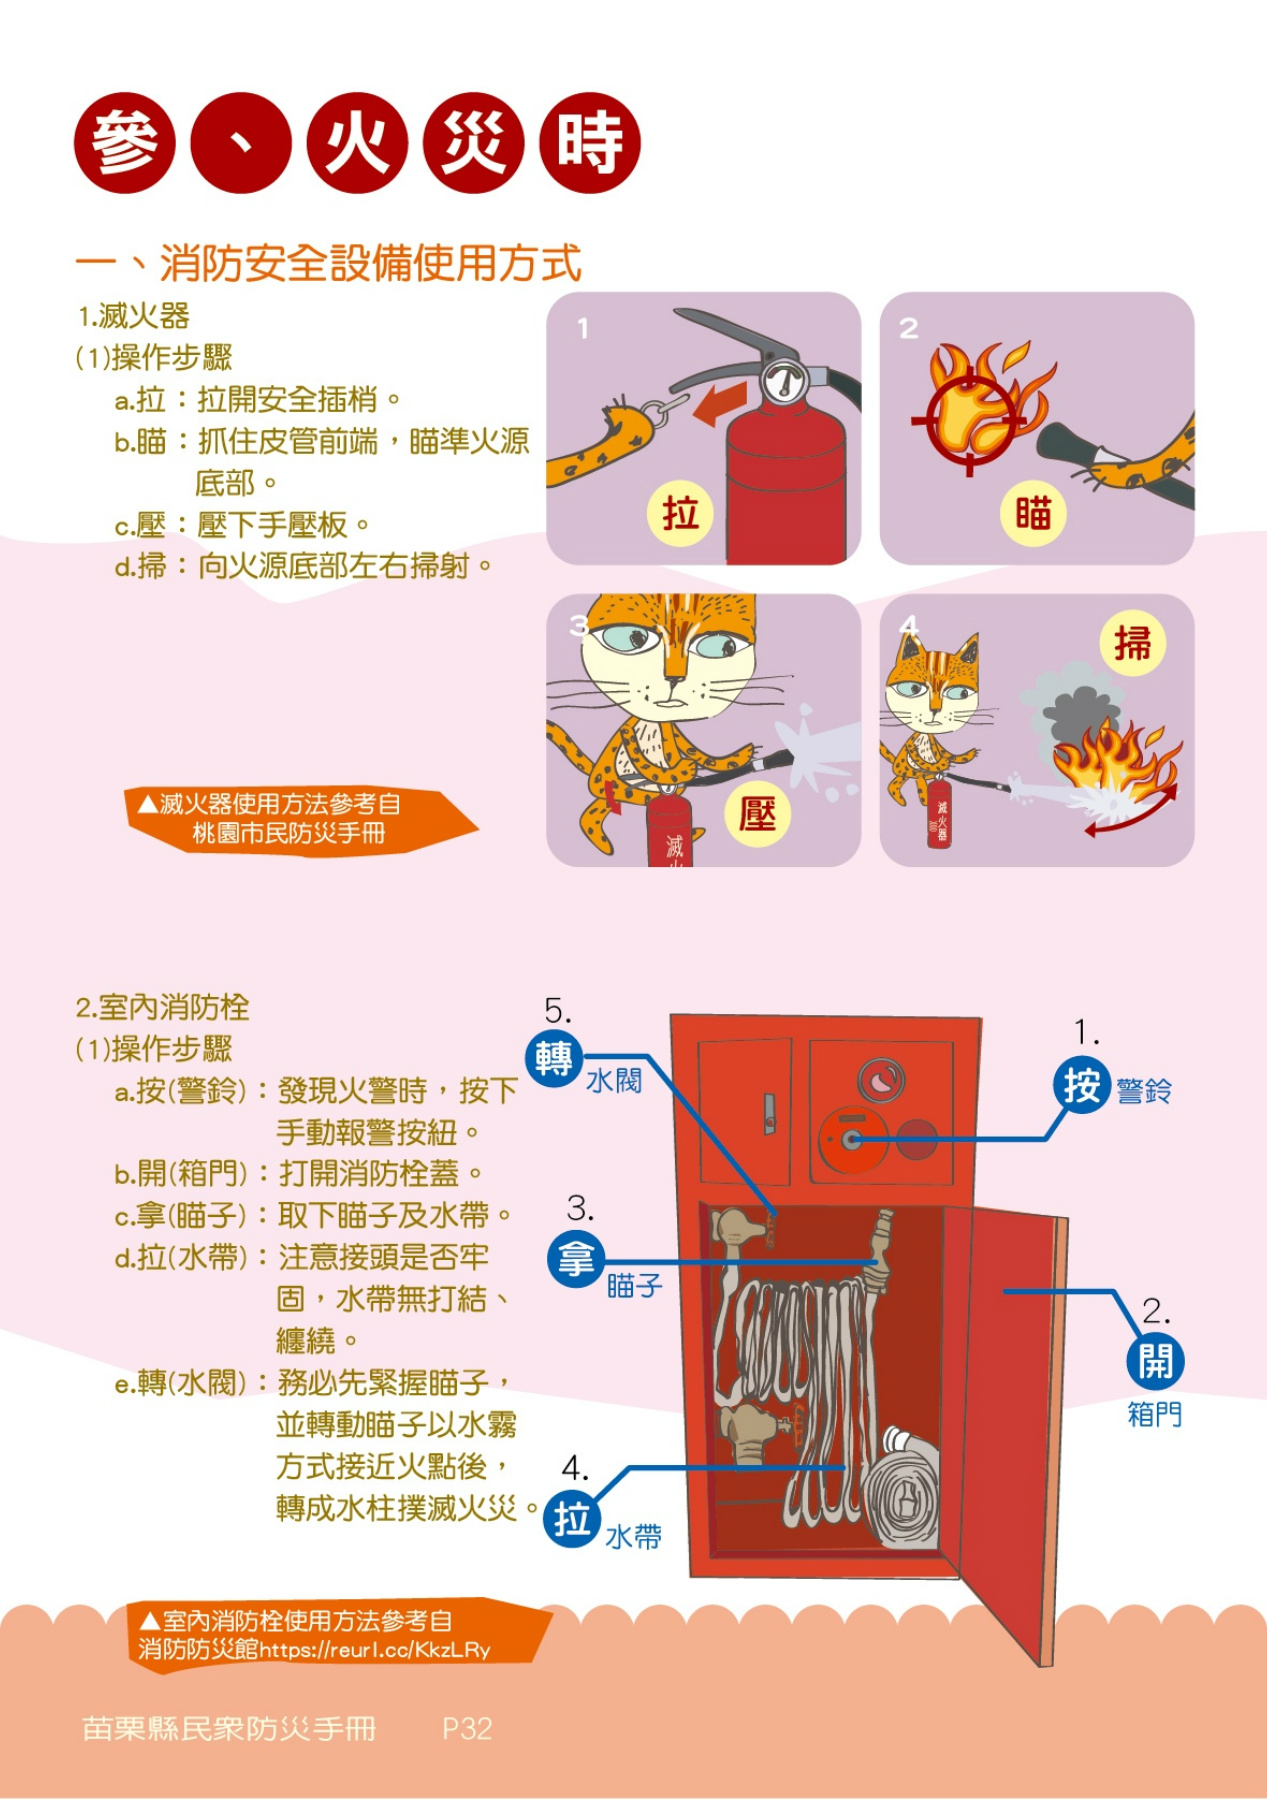 參、火災時
一、消防安全設備使用方式
1.滅火器
(1)操作步驟
a.拉：拉開安全插梢。
b.瞄：抓住皮管前端，瞄準火源
底部。
c.壓：壓下手壓板。
d.掃：向火源底部左右掃射。
1
拉
2
瞄
3
壓
滅
火
4
掃
滅火器
▲滅火器使用方法參考自
桃園市民防災手冊
2.室內消防栓
(1)操作步驟
a.按(警鈴)：發現火警時，按下
手動報警按紐。
b.開(箱門)：打開消防栓蓋。
c.拿(瞄子)：取下瞄子及水帶。
d.拉(水帶)：注意接頭是否牢
固，水帶無打結、
纏繞。
e.轉(水閥)：務必先緊握瞄子，
並轉動瞄子以水霧
方式接近火點後，
轉成水柱撲滅火災。
1.
按 警鈴
2.
開
箱門
3.
拿 瞄子
4.
拉 水帶
5.
轉 水閥
▲室內消防栓使用方法參考自
消防防災館https://reurl.cc/KkzLRy
苗栗縣民眾防災手冊 P32